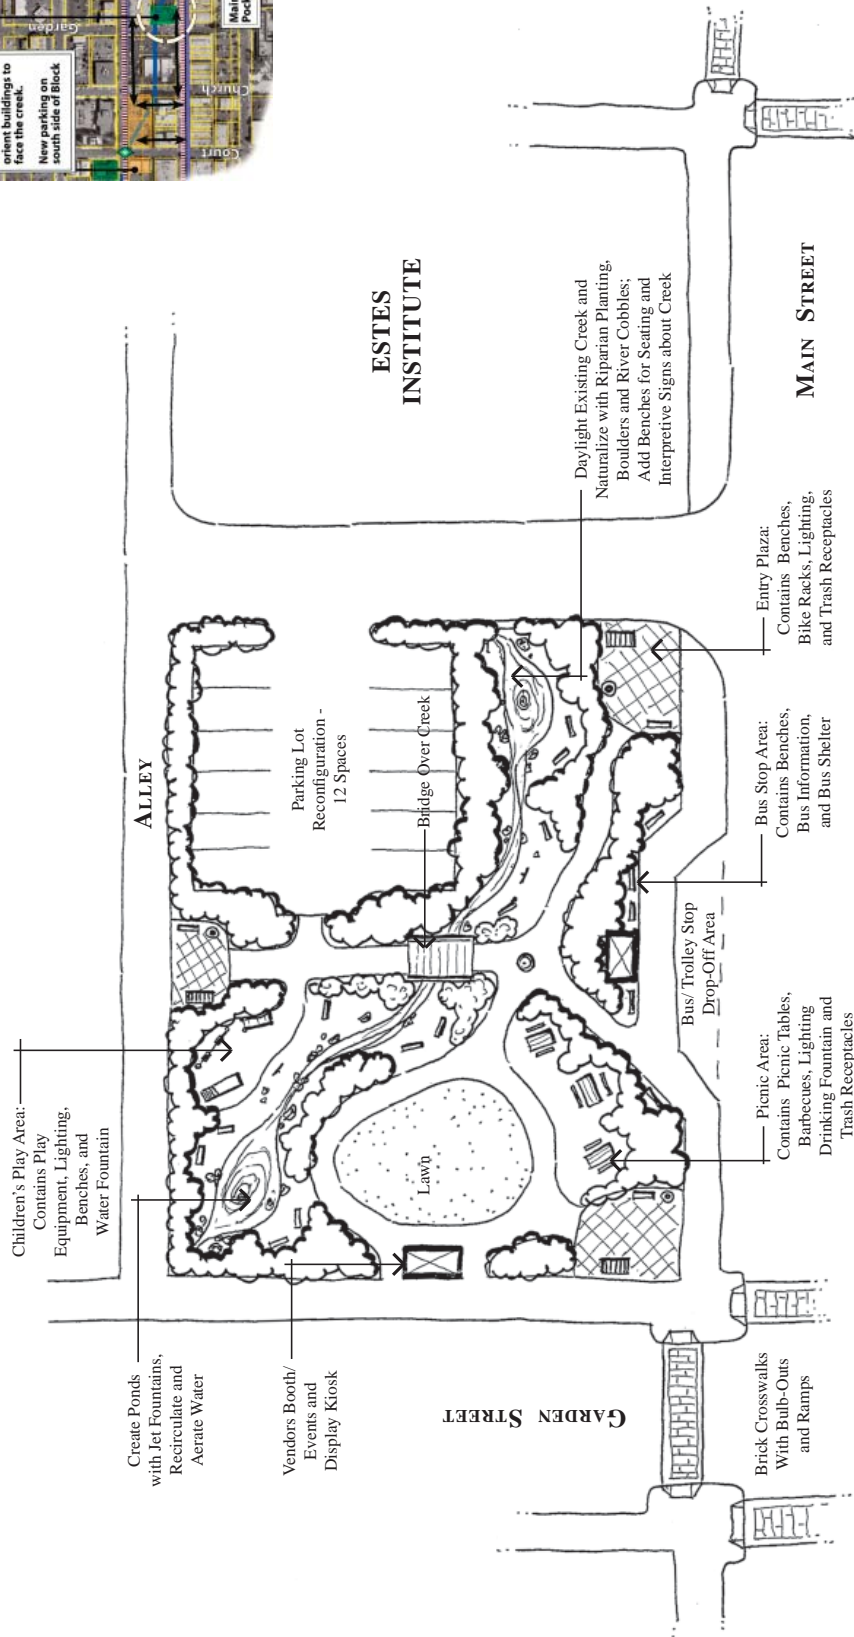 orient buildings to
face the creek.
New parking on
south side of Block
Garden
Church
Court
Main
Pock
Children's Play Area:
Contains Play
Equipment, Lighting,
Benches, and
Water Fountain
Create Ponds
with Jet Fountains,
Recirculate and
Aerate Water
Vendors Booth/
Events and
Display Kiosk
GARDEN STREET
Brick Crosswalks
With Bulb-Outs
and Ramps
ALLEY
Parking Lot
Reconfiguration -
12 Spaces
Bridge Over Creek
Lawn
ESTES
INSTITUTE
Daylight Existing Creek and
Naturalize with Riparian Planting,
Boulders and River Cobbles;
Add Benches for Seating and
Interpretive Signs about Creek
MAIN STREET
Picnic Area:
Contains Picnic Tables,
Barbecues, Lighting
Drinking Fountain and
Trash Receptacles
Bus/ Trolley Stop
Drop-Off Area
Bus Stop Area:
Contains Benches,
Bus Information,
and Bus Shelter
Entry Plaza:
Contains Benches,
Bike Racks, Lighting,
and Trash Receptacles